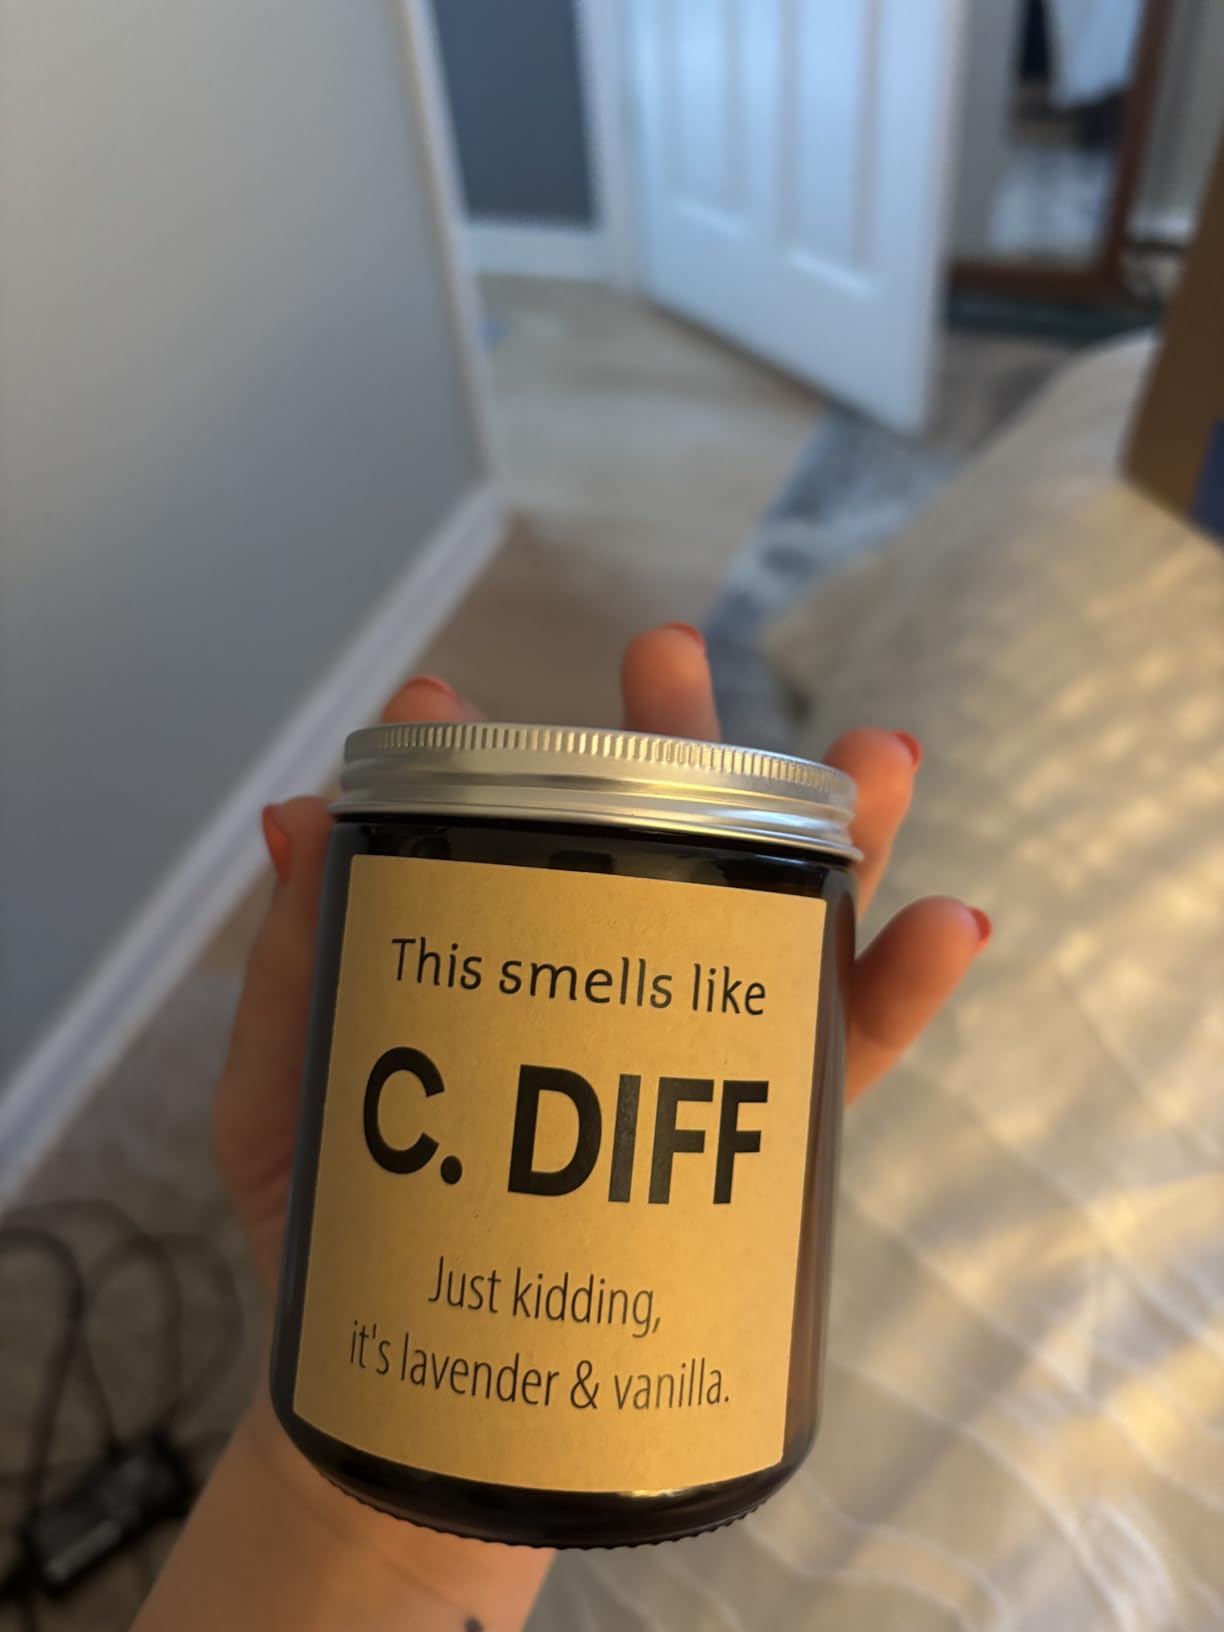 This smells like
C. DIFF
Just kidding,
it's lavender & vanilla.